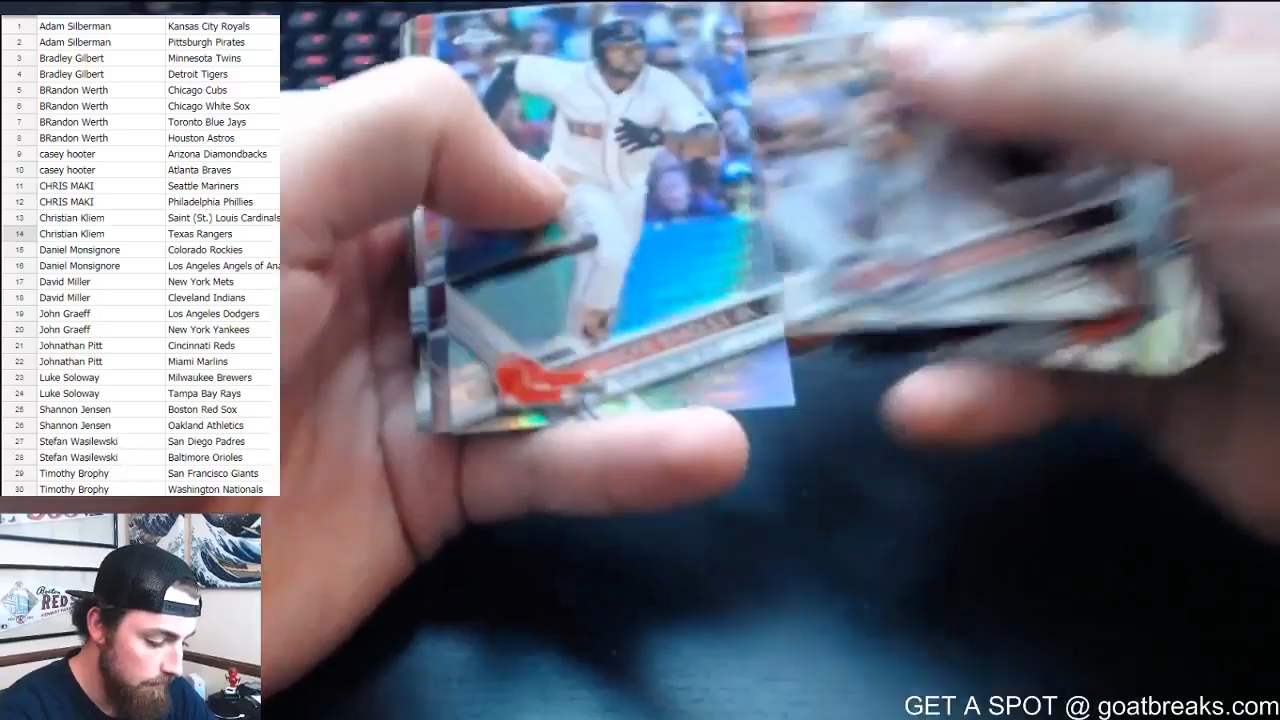 1 Adam Silberman Kansas City Royals
2 Adam Silberman Pittsburgh Pirates
3 Bradley Gilbert Minnesota Twins
4 Bradley Gilbert Detroit Tigers
5 BRandon Werth Chicago Cubs
6 BRandon Werth Chicago White Sox
7 BRandon Werth Toronto Blue Jays
8 BRandon Werth Houston Astros
9 casey hooter Arizona Diamondbacks
10 casey hooter Atlanta Braves
11 CHRIS MAKI Seattle Mariners
12 CHRIS MAKI Philadelphia Phillies
13 Christian Kliem Saint (St.) Louis Cardinals
14 Christian Kliem Texas Rangers
15 Daniel Monsignore Colorado Rockies
16 Daniel Monsignore Los Angeles Angels of Ana
17 David Miller New York Mets
18 David Miller Cleveland Indians
19 John Graeff Los Angeles Dodgers
20 John Graeff New York Yankees
21 Johnathan Pitt Cincinnati Reds
22 Johnathan Pitt Miami Marlins
23 Luke Soloway Milwaukee Brewers
24 Luke Soloway Tampa Bay Rays
25 Shannon Jensen Boston Red Sox
26 Shannon Jensen Oakland Athletics
27 Stefan Wasilewski San Diego Padres
28 Stefan Wasilewski Baltimore Orioles
29 Timothy Brophy San Francisco Giants
30 Timothy Brophy Washington Nationals
Boston
RED
GET A SPOT @ goatbreaks.com